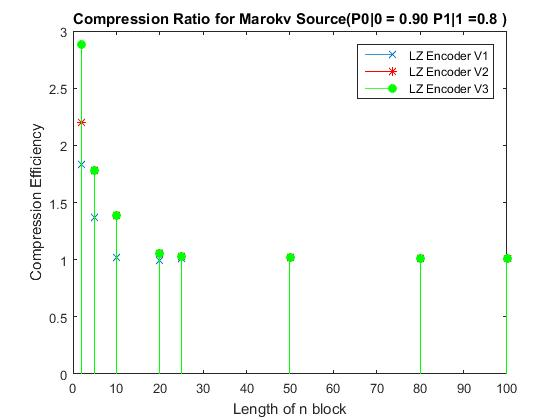 Compression Ratio for Marokv Source(P0|0 = 0.90 P1|1 =0.8 )
3
2.5
2
1.5
1
0.5
0
Compression Efficiency
LZ Encoder V1
LZ Encoder V2
LZ Encoder V3
0 10 20 30 40 50 60 70 80 90 100
Length of n block